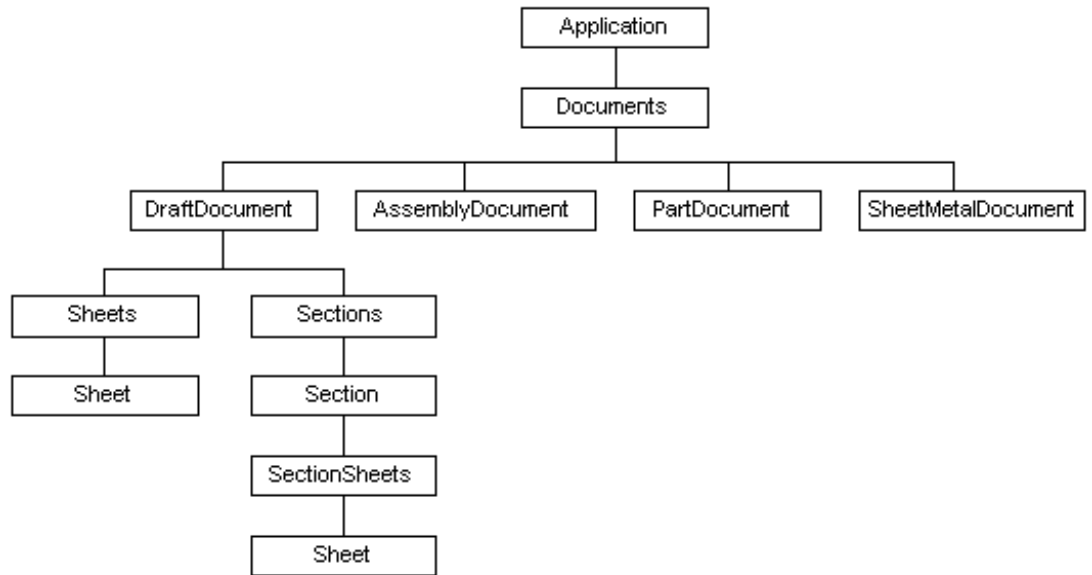 Application
Documents
DraftDocument
AssemblyDocument
PartDocument
SheetMetalDocument
Sheets
Sections
Sheet
Section
SectionSheets
Sheet